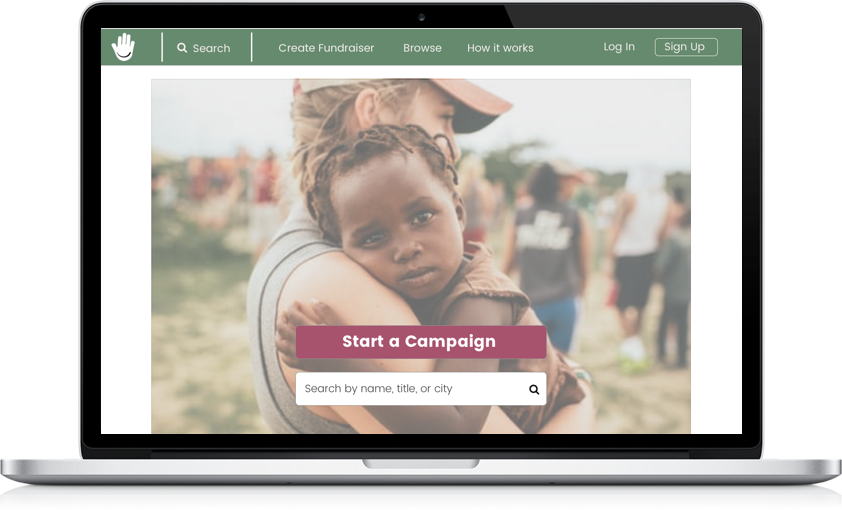 Search
Create Fundraiser
Browse
How it works
Log In
Sign Up
Start a Campaign
Search by name, title, or city